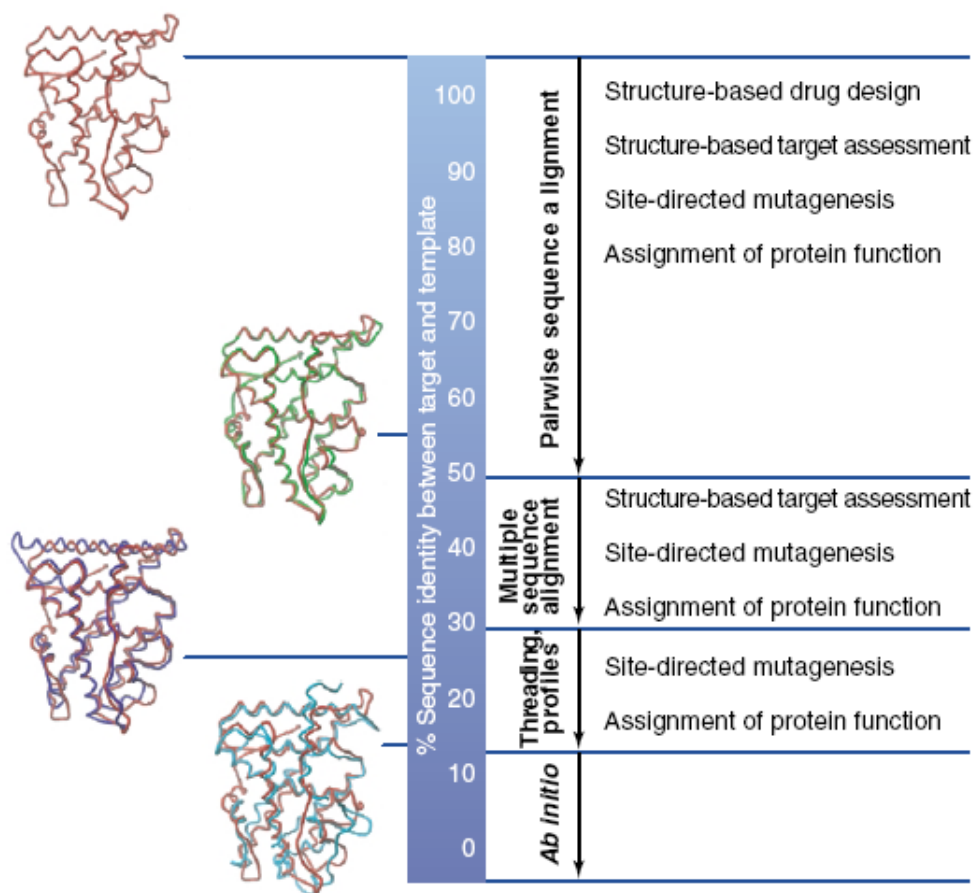 % Sequence identity between target and template
100
90
80
70
60
50
40
30
20
10
0
Pairwise sequence a lignment
Structure-based drug design
Structure-based target assessment
Site-directed mutagenesis
Assignment of protein function
Multiple
sequence
alignment
Structure-based target assessment
Site-directed mutagenesis
Assignment of protein function
Threading,
profiles
Site-directed mutagenesis
Assignment of protein function
Ab initio